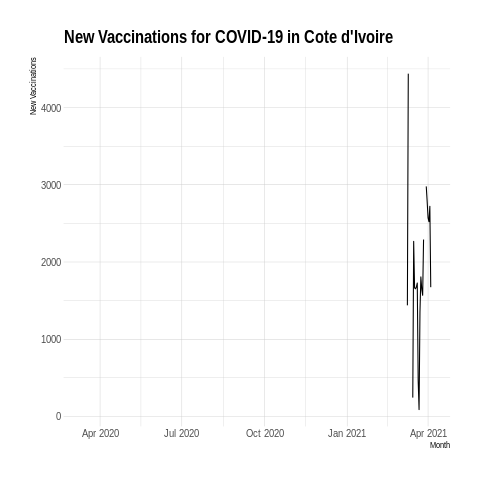 New Vaccinations for COVID-19 in Cote d'Ivoire
New Vaccinations
4000
3000
2000
1000
0
Apr 2020 Jul 2020 Oct 2020 Jan 2021 Apr 2021
Month